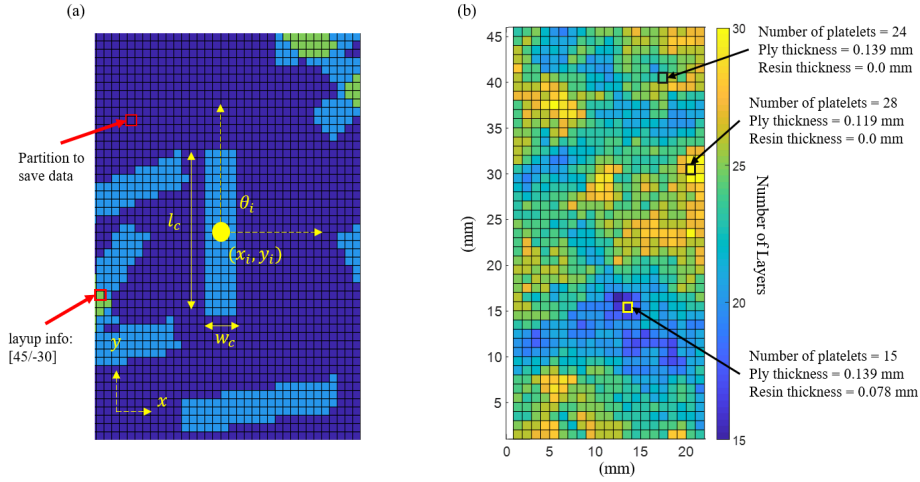 (a)
Partition to
save data
layup info:
[45/-30]
l_c
w_c
θ_i
(x_i, y_i)
y
x
(b)
45
40
35
30
25
20
15
10
5
0
5
10
15
20
(mm)
(mm)
30
25
20
15
Number of Layers
Number of platelets = 24
Ply thickness = 0.139 mm
Resin thickness = 0.0 mm
Number of platelets = 28
Ply thickness = 0.119 mm
Resin thickness = 0.0 mm
Number of platelets = 15
Ply thickness = 0.139 mm
Resin thickness = 0.078 mm